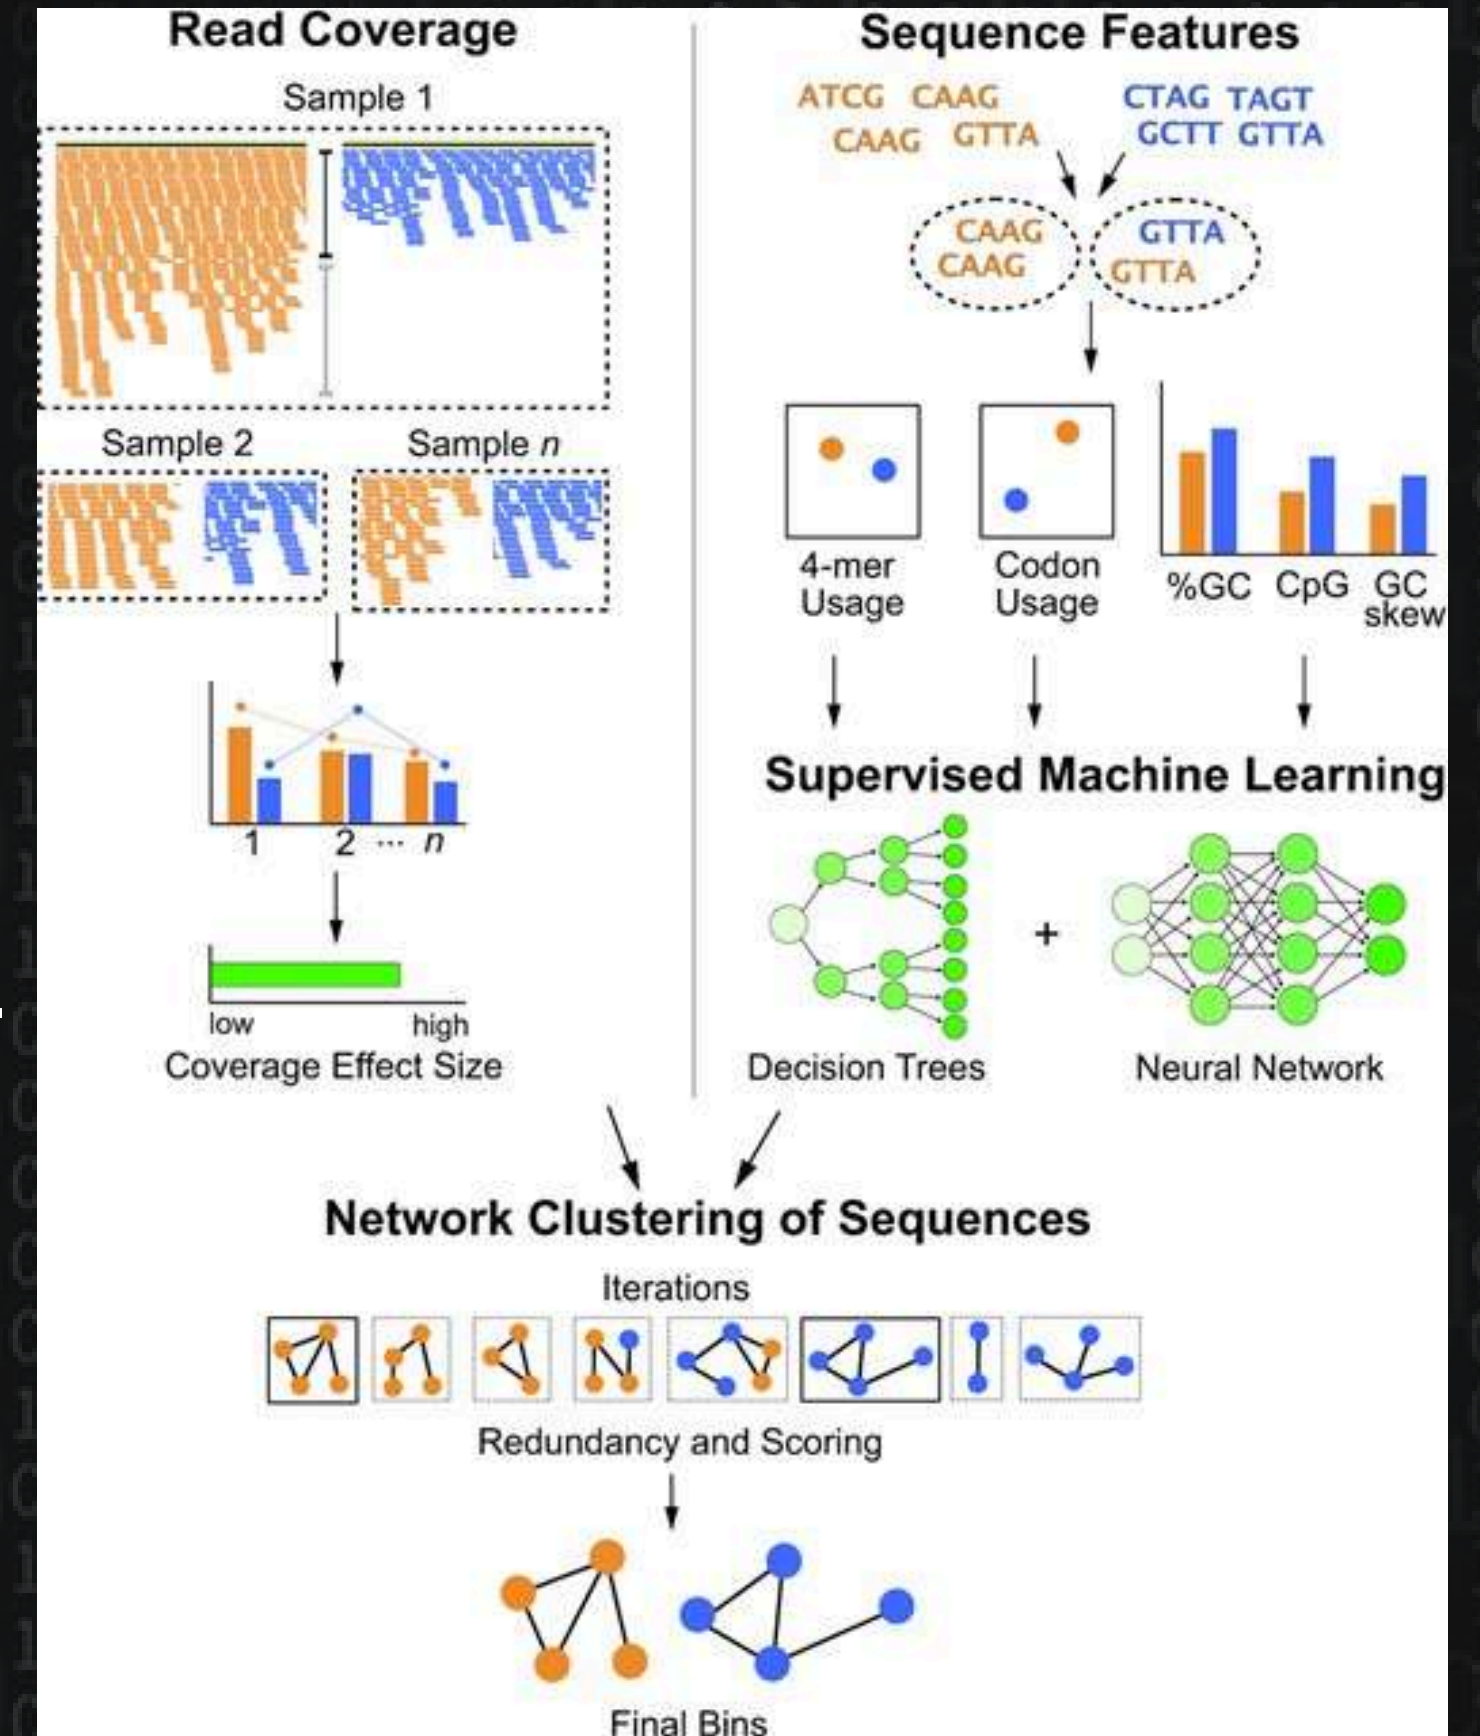 Read Coverage
Sample 1
Sample 2
Sample n
1 2 ... n
low high
Coverage Effect Size
Sequence Features
ATCG CAAG
CAAG GTTA
CTAG TAGT
GCTT GTTA
CAAG
CAAG
GTTA
GTTA
4-mer
Usage
Codon
Usage
%GC CpG GC
skew
Supervised Machine Learning
+
Decision Trees
Neural Network
Network Clustering of Sequences
Iterations
Redundancy and Scoring
Final Bins